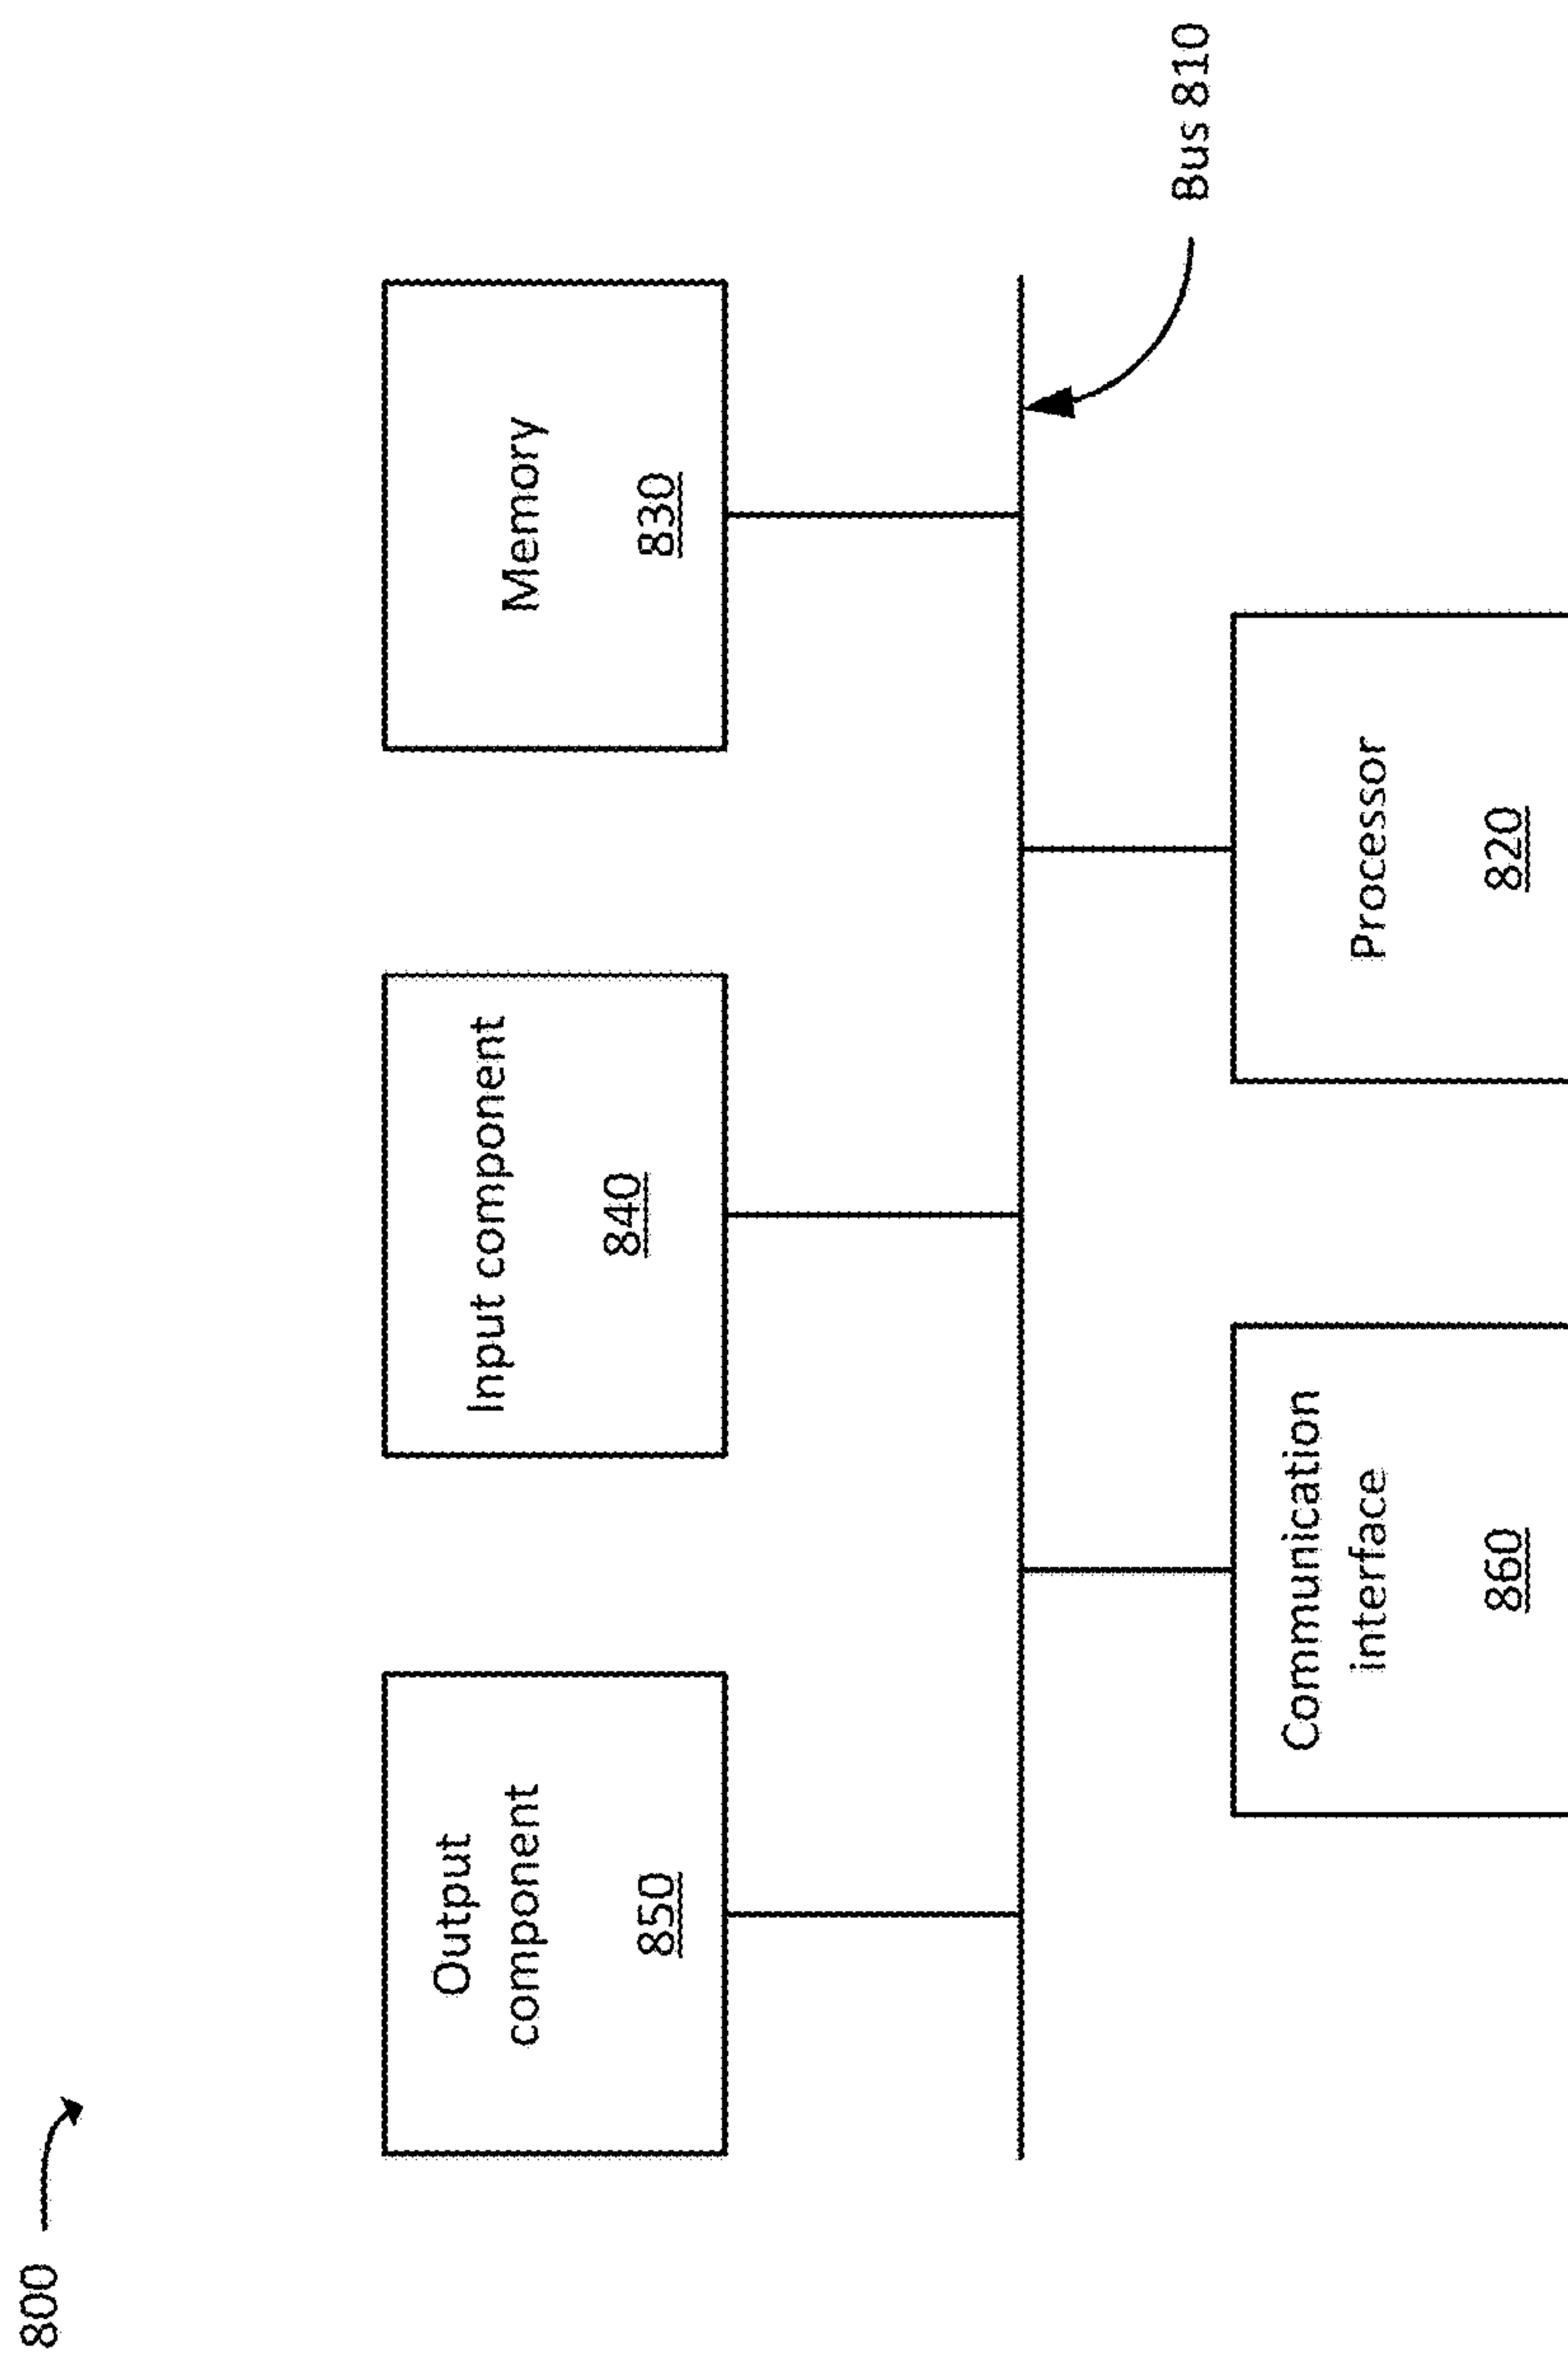 800
Output
component
850
Input component
840
Memory
830
Communication
interface
860
Processor
820
Bus 810